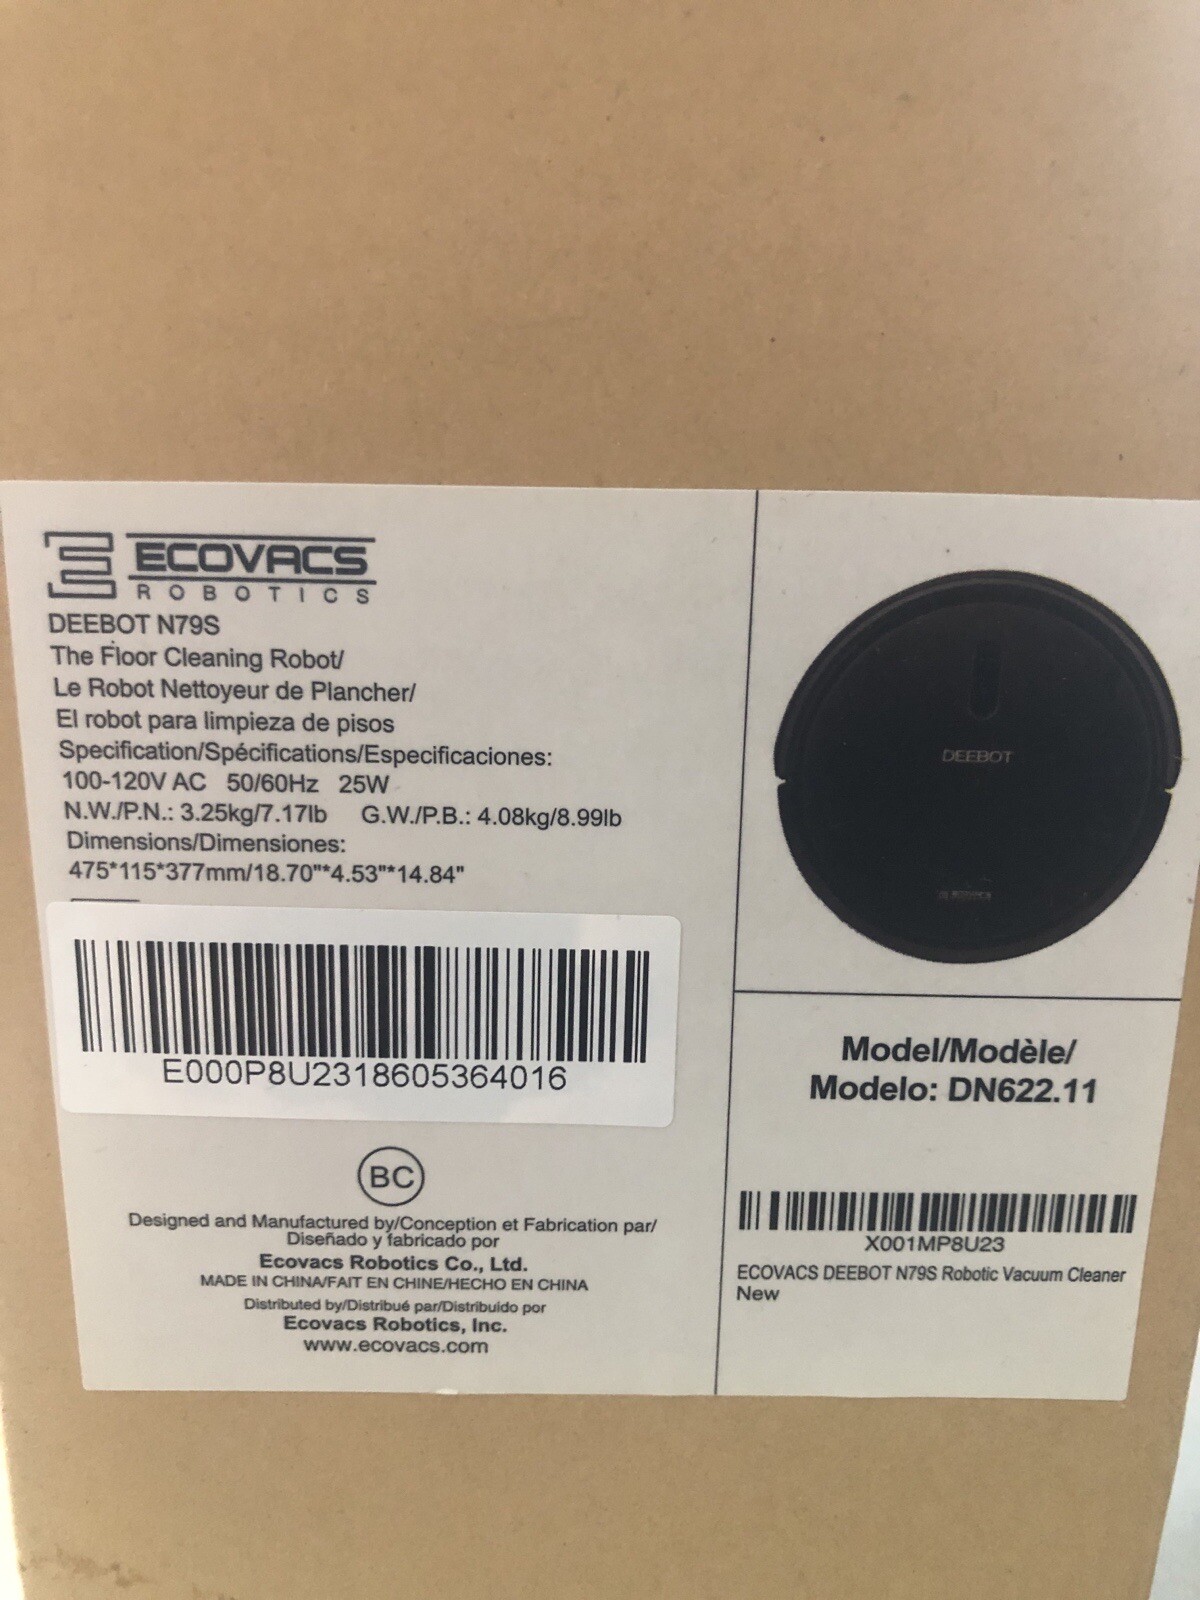 ECOVACS
ROBOTICS
DEEBOT N79S
The Floor Cleaning Robot/
Le Robot Nettoyeur de Plancher/
El robot para limpieza de pisos
Specification/Spécifications/Especificaciones:
100-120V AC 50/60Hz 25W
N.W./P.N.: 3.25kg/7.17lb G.W./P.B.: 4.08kg/8.99lb
Dimensions/Dimensiones:
475*115*377mm/18.70"*4.53"*14.84"
E000P8U2318605364016
BC
Designed and Manufactured by/Conception et Fabrication par/
Diseñado y fabricado por
Ecovacs Robotics Co., Ltd.
MADE IN CHINA/FAIT EN CHINE/HECHO EN CHINA
Distributed by/Distribué par/Distribuido por
Ecovacs Robotics, Inc.
www.ecovacs.com
DEEBOT
Model/Modèle/
Modelo: DN622.11
X001MP8U23
ECOVACS DEEBOT N79S Robotic Vacuum Cleaner
New